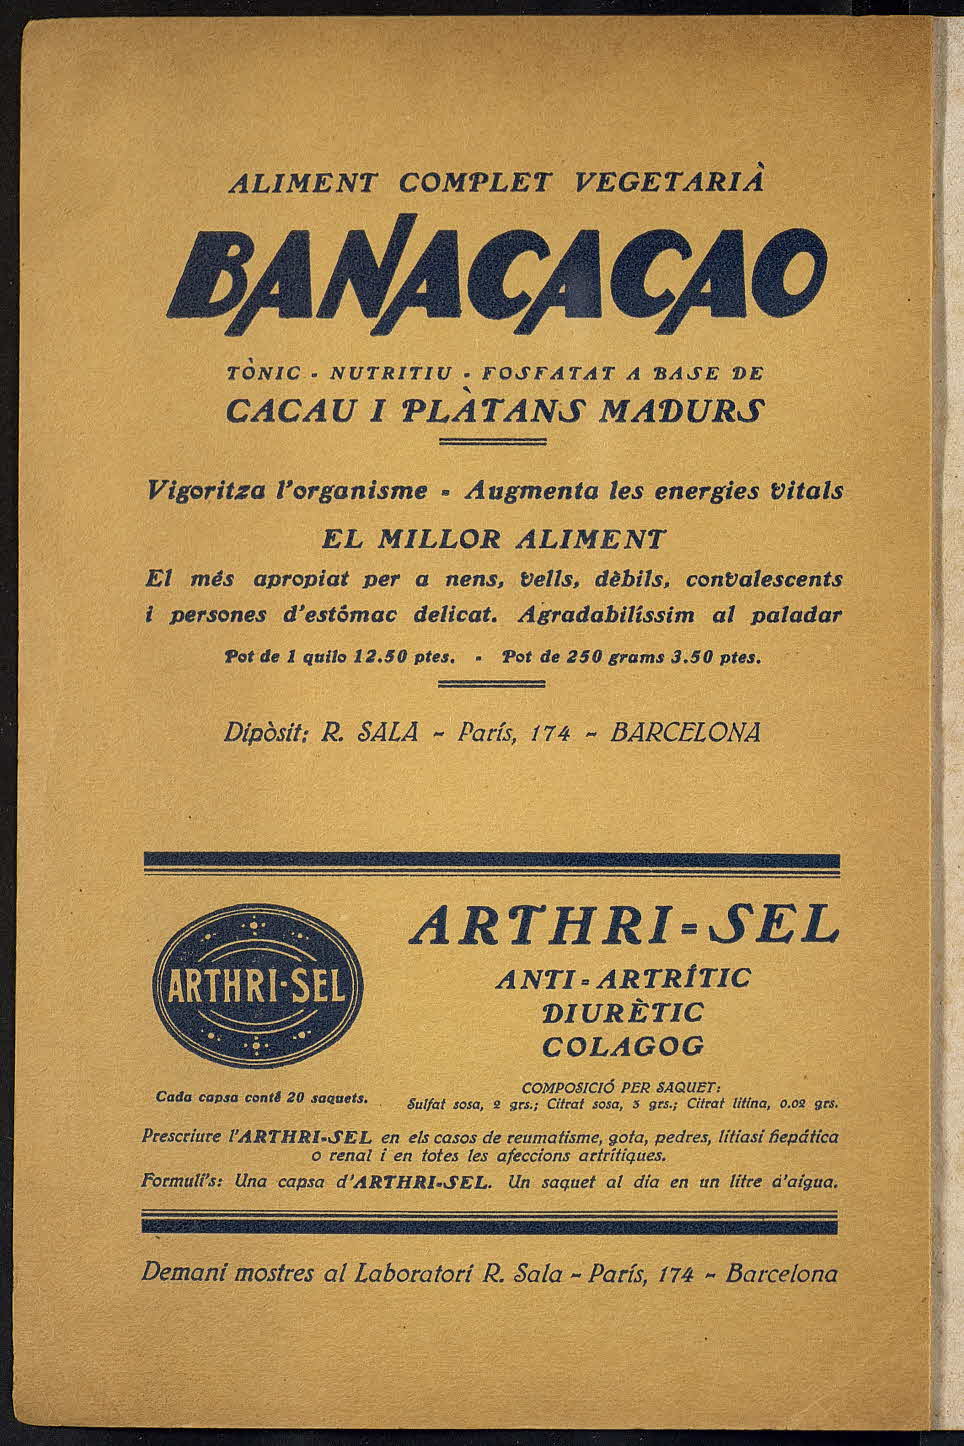 ALIMENT COMPLET VEGETARIÀ
BANACACAO
TÒNIC - NUTRITIU - FOSFATAT A BASE DE
CACAU I PLÀTANS MADURS
Vigoritza l'organisme - Augmenta les energies vitals
EL MILLOR ALIMENT
El més apropiat per a nens, vells, dèbils, convalescents
i persones d'estómac delicat. Agradabilíssim al paladar
Pot de 1 quilo 12.50 ptes. - Pot de 250 grams 3.50 ptes.
Dipòsit: R. SALA - París, 174 - BARCELONA
ARTHRI-SEL
ARTHRI-SEL
ANTI-ARTRÍTIC
DIURÈTIC
COLAGOG
Cada capsa conté 20 saquets.
COMPOSICIÓ PER SAQUET:
Sulfat sosa, 2 grs.; Citrat sosa, 3 grs.; Citrat litina, 0.02 grs.
Prescriure l'ARTHRI-SEL en els casos de reumatisme, gota, pedres, litiasi hepática
o renal i en totes les afeccions artrítiques.
Formuli's: Una capsa d'ARTHRI-SEL. Un saquet al dia en un litre d'aigua.
Demani mostres al Laboratori R. Sala - París, 174 - Barcelona